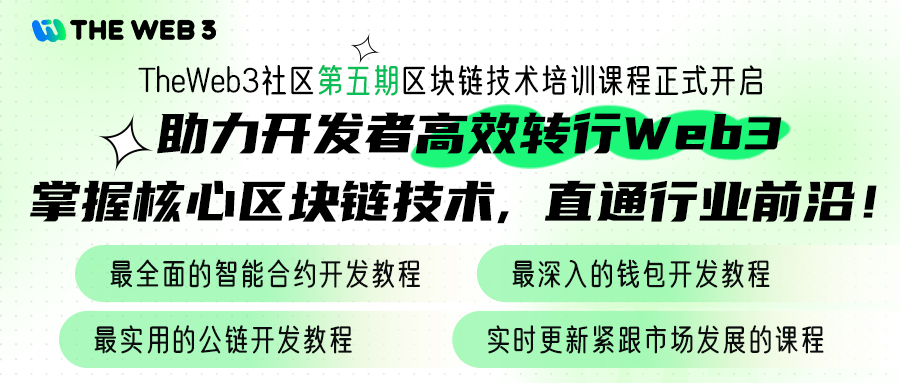 THE WEB 3
TheWeb3社区第五期区块链技术培训课程正式开启
助力开发者高效转行Web3
掌握核心区块链技术，直通行业前沿！
最全面的智能合约开发教程
最深入的钱包开发教程
最实用的公链开发教程
实时更新紧跟市场发展的课程